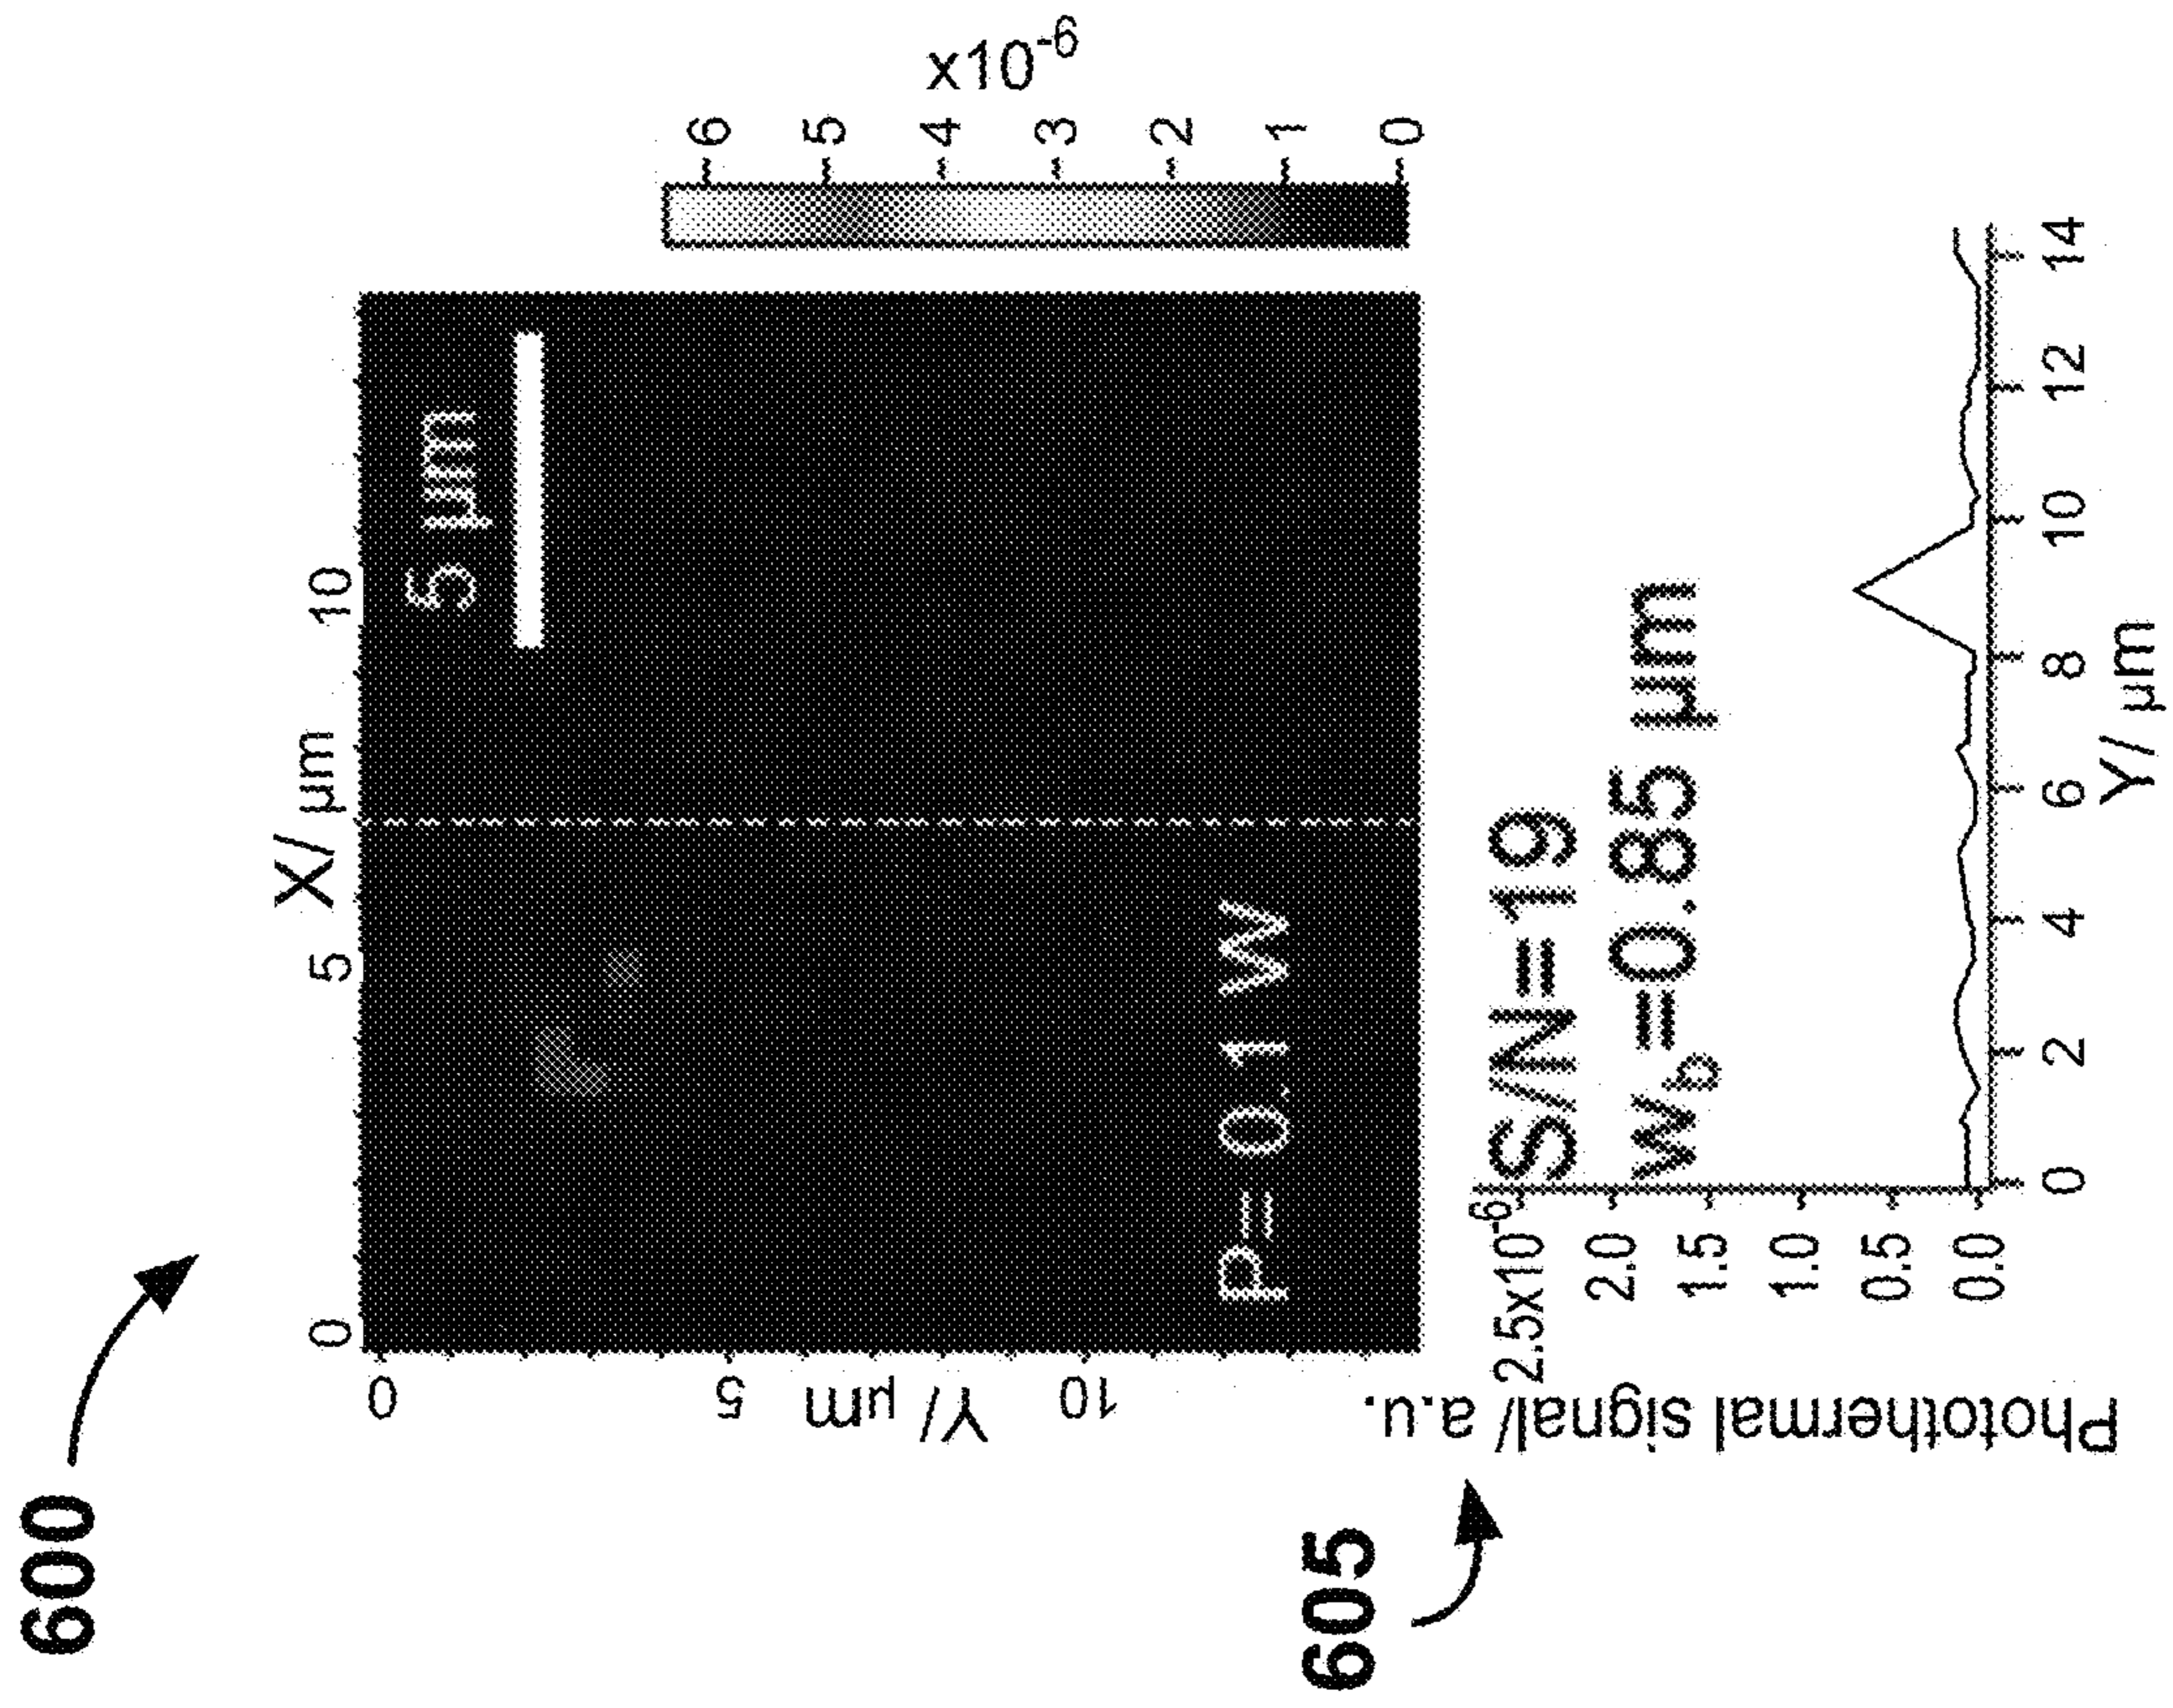 600
X/ μm
0 5 10
0
5
10
Y/ μm
5 μm
P= 0.1 W
x10-6
6
5
4
3
2
1
0
605
Photothermal signal/ a.u.
2.5x10-6
2.0
1.5
1.0
0.5
0.0
S/N=19
wb=0.85 μm
0 2 4 6 8 10 12 14
Y/ μm